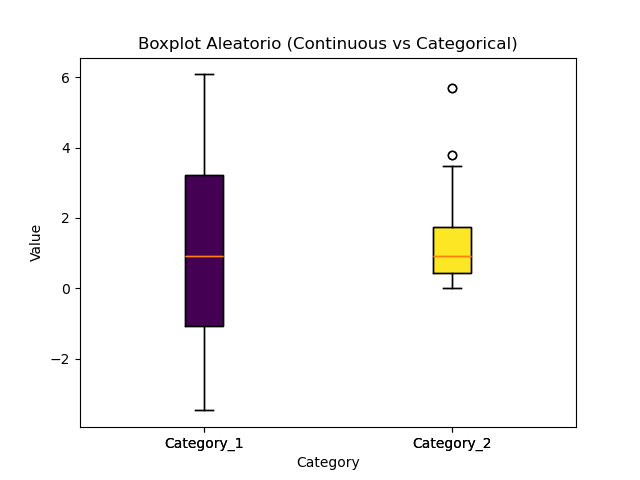 Boxplot Aleatorio (Continuous vs Categorical)
6
4
2
0
−2
Value
Category_1
Category_2
Category